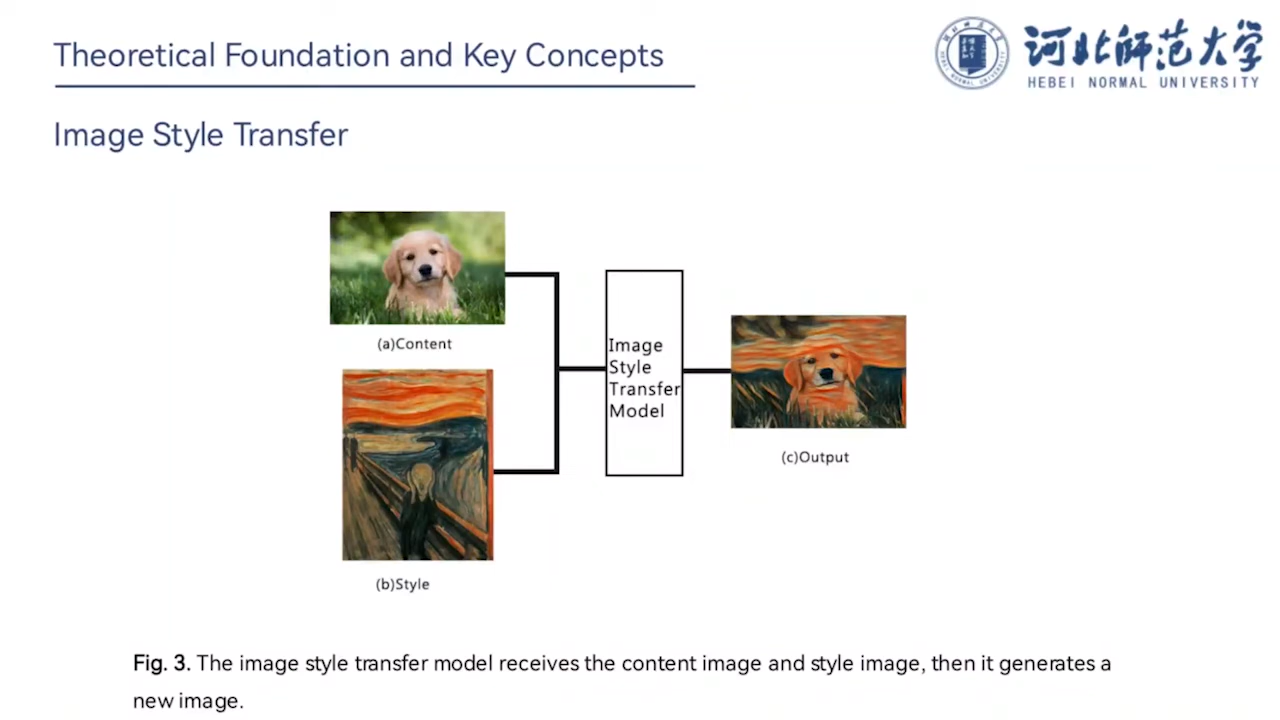 Theoretical Foundation and Key Concepts
河北师范大学
HEBEI NORMAL UNIVERSITY
Image Style Transfer
(a)Content
Image
Style
Transfer
Model
(c)Output
(b)Style
Fig. 3. The image style transfer model receives the content image and style image, then it generates a
new image.